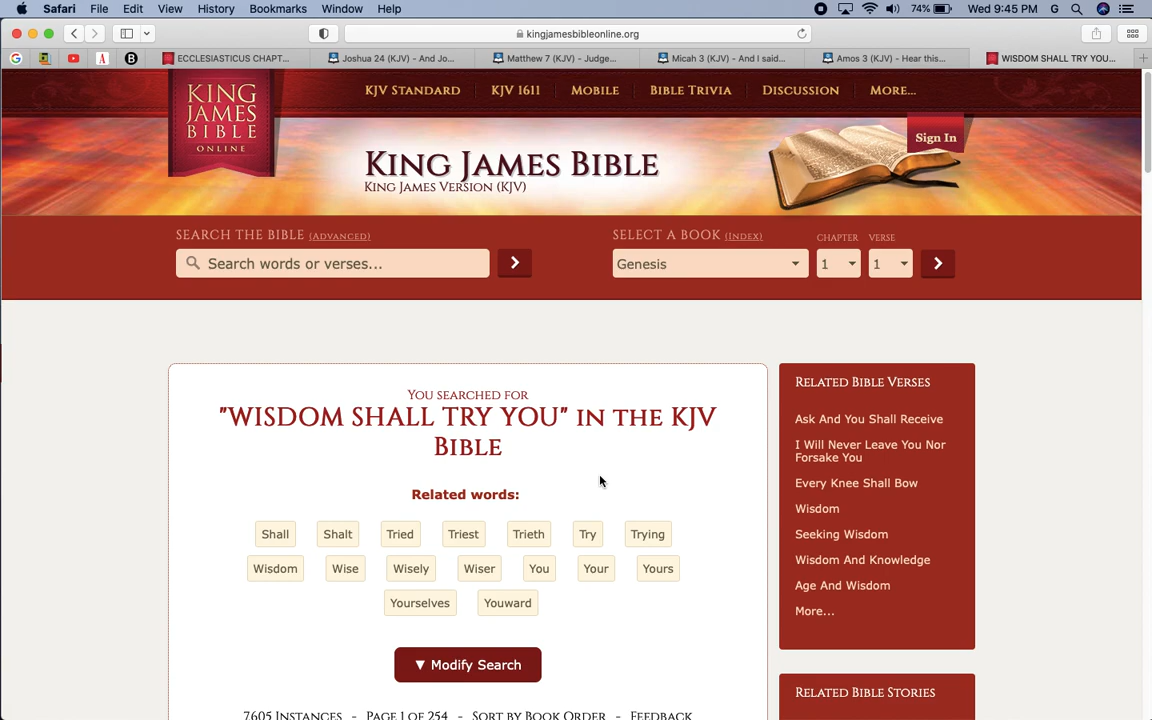 Safari File Edit View History Bookmarks Window Help 74% Wed 9:45 PM G
kingjamesbibleonline.org
G A B ECCLESIASTICUS CHAPT... Joshua 24 (KJV) - And Jo... Matthew 7 (KJV) - Judge... Micah 3 (KJV) - And I said... Amos 3 (KJV) - Hear this... WISDOM SHALL TRY YOU...
KING
JAMES
BIBLE
ONLINE
KJV STANDARD KJV 1611 MOBILE BIBLE TRIVIA DISCUSSION MORE...
Sign In
KING JAMES BIBLE
KING JAMES VERSION (KJV)
SEARCH THE BIBLE (ADVANCED) SELECT A BOOK (INDEX) CHAPTER VERSE
Search words or verses... Genesis 1 1
YOU SEARCHED FOR
"WISDOM SHALL TRY YOU" IN THE KJV
BIBLE
Related words:
Shall Shalt Tried Triest Trieth Try Trying
Wisdom Wise Wisely Wiser You Your Yours
Yourselves Youward
▼ Modify Search
7605 INSTANCES - PAGE 1 OF 254 - SORT BY BOOK ORDER - FEEDBACK
RELATED BIBLE VERSES
Ask And You Shall Receive
I Will Never Leave You Nor
Forsake You
Every Knee Shall Bow
Wisdom
Seeking Wisdom
Wisdom And Knowledge
Age And Wisdom
More...
RELATED BIBLE STORIES